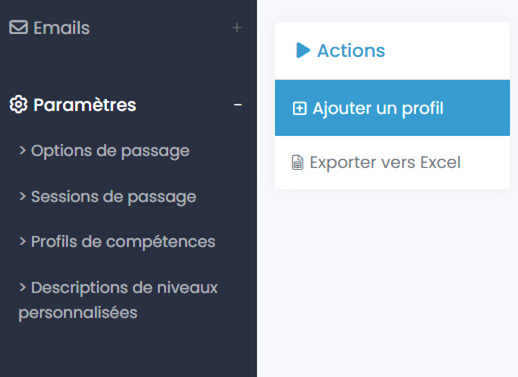 Emails +
Paramètres -
> Options de passage
> Sessions de passage
> Profils de compétences
> Descriptions de niveaux
personnalisées
Actions
Ajouter un profil
Exporter vers Excel